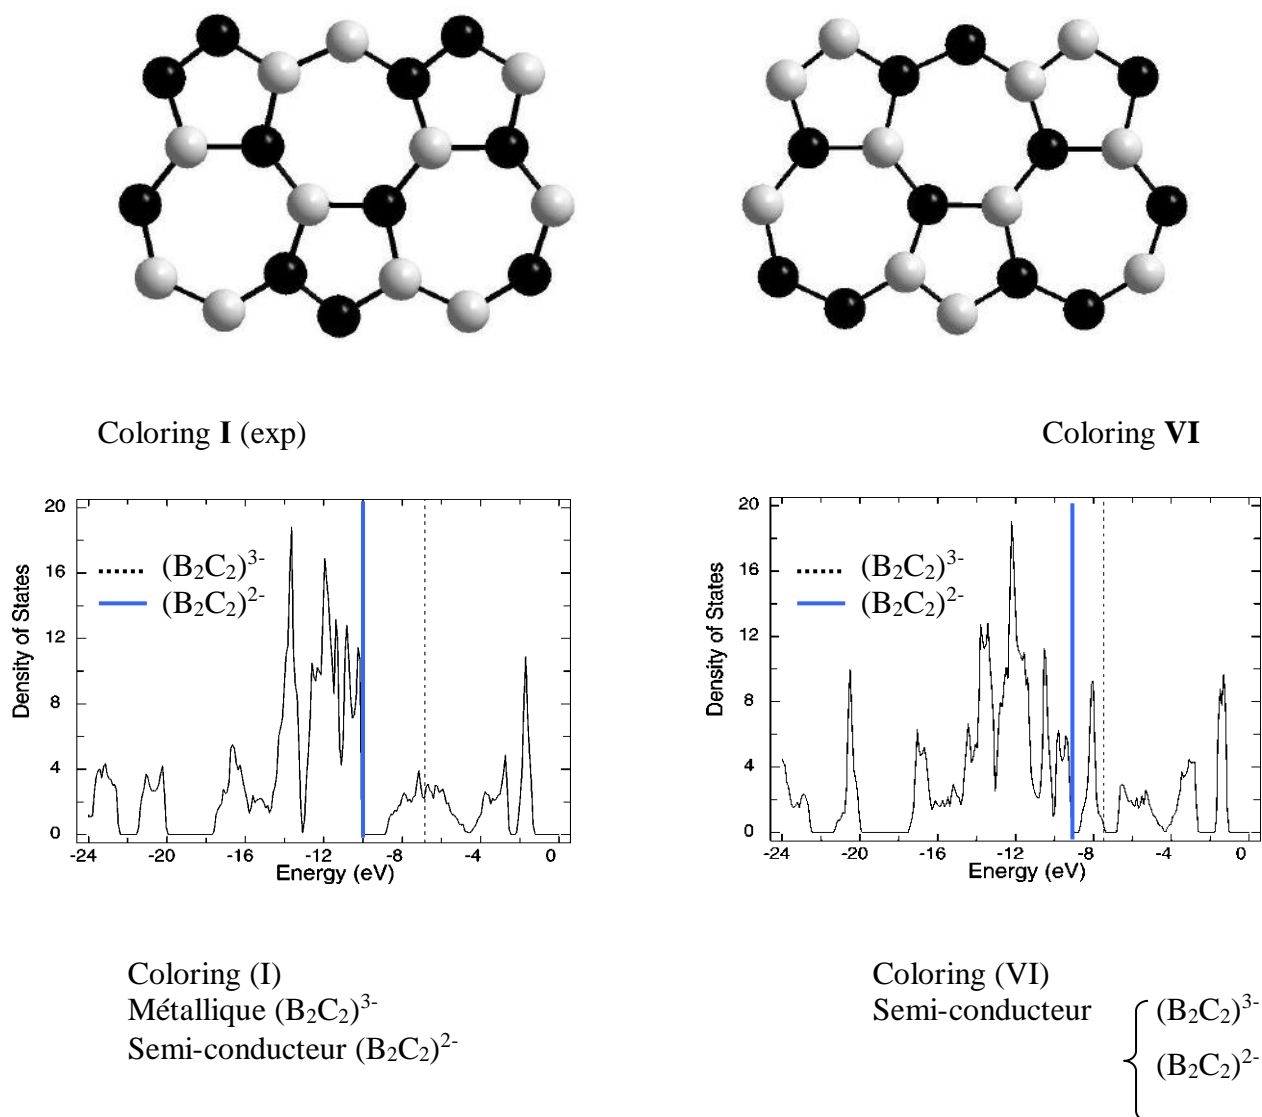 Coloring I (exp)
Coloring VI
20
16
12
8
4
0
Density of States
(B₂C₂)³⁻
(B₂C₂)²⁻
-24 -20 -16 -12 -8 -4 0
Energy (eV)
20
16
12
8
4
0
Density of States
(B₂C₂)³⁻
(B₂C₂)²⁻
-24 -20 -16 -12 -8 -4 0
Energy (eV)
Coloring (I)
Métallique (B₂C₂)³⁻
Semi-conducteur (B₂C₂)²⁻
Coloring (VI)
Semi-conducteur (B₂C₂)³⁻
(B₂C₂)²⁻